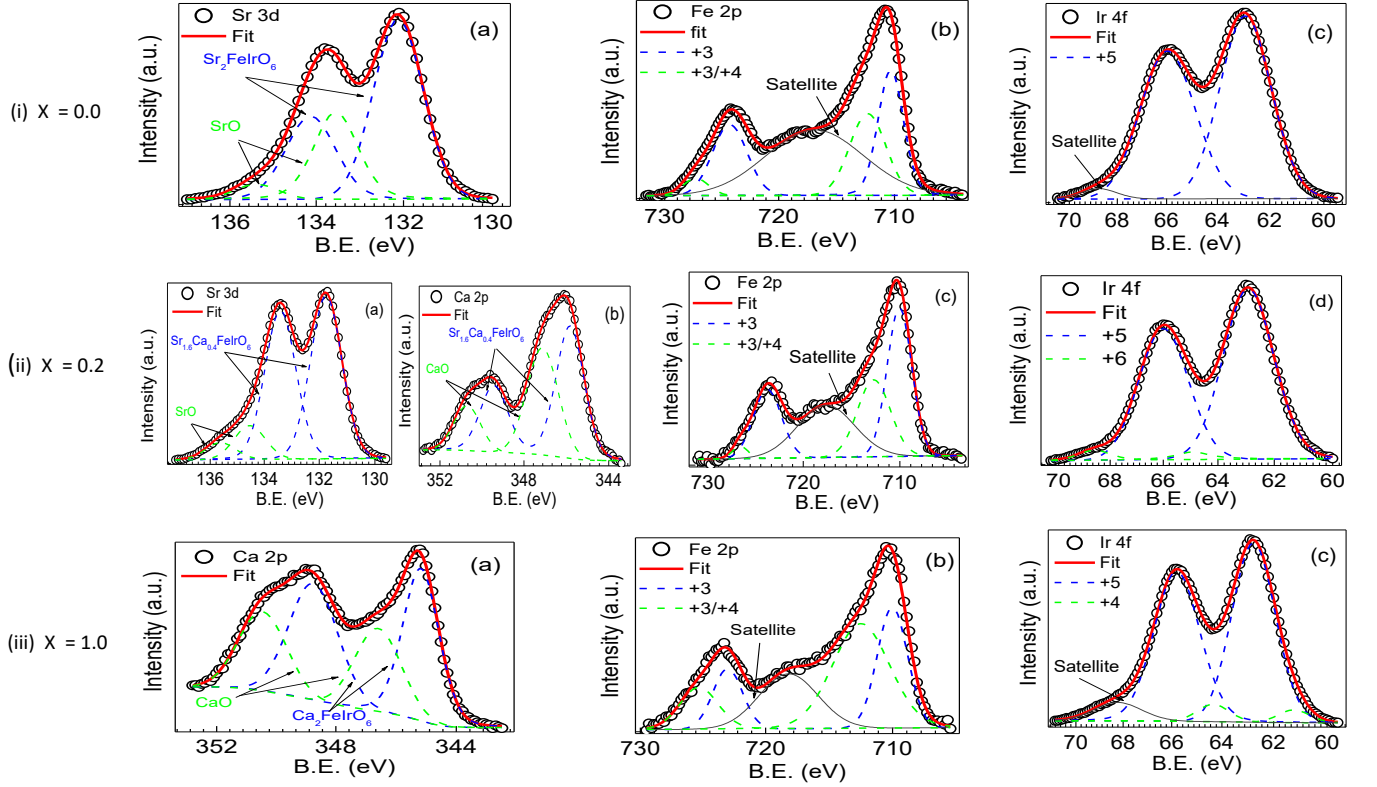 (i) X = 0.0
Sr 3d
Fit
Sr2FeIrO6
SrO
(a)
Intensity (a.u.)
136 134 132 130
B.E. (eV)
Fe 2p
fit
+3
+3/+4
Satellite
(b)
Intensity (a.u.)
730 720 710
B.E. (eV)
Ir 4f
Fit
+5
Satellite
(c)
Intensity (a.u.)
70 68 66 64 62 60
B.E. (eV)
(ii) X = 0.2
Sr 3d
Fit
Sr1.6Ca0.4FeIrO6
SrO
(a)
Intensity (a.u.)
136 134 132 130
B.E. (eV)
Ca 2p
Fit
Sr1.6Ca0.4FeIrO6
CaO
(b)
Intensity (a.u.)
352 348 344
B.E. (eV)
Fe 2p
Fit
+3
+3/+4
Satellite
(c)
Intensity (a.u.)
730 720 710
B.E. (eV)
Ir 4f
Fit
+5
+6
(d)
Intensity (a.u.)
70 68 66 64 62 60
B.E. (eV)
(iii) X = 1.0
Ca 2p
Fit
(a)
CaO
Ca2FeIrO6
Intensity (a.u.)
352 348 344
B.E. (eV)
Fe 2p
Fit
+3
+3/+4
Satellite
(b)
Intensity (a.u.)
730 720 710
B.E. (eV)
Ir 4f
Fit
+5
+4
Satellite
(c)
Intensity (a.u.)
70 68 66 64 62 60
B.E. (eV)